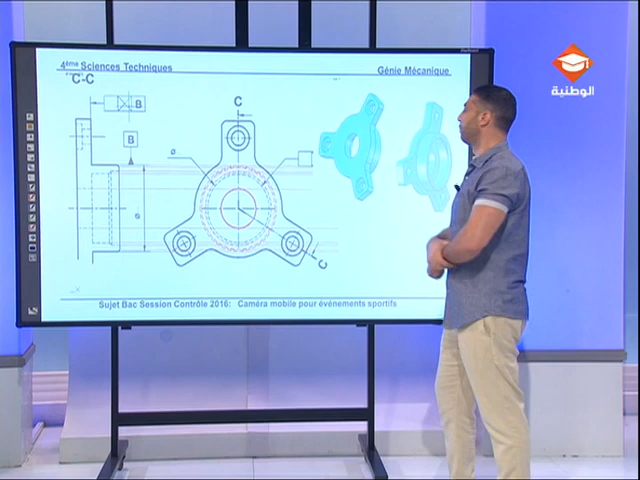 4ème Sciences Techniques
Génie Mécanique
C-C
B
C
B
ø
ø
C
Sujet Bac Session Contrôle 2016: Caméra mobile pour événements sportifs
الوطنية